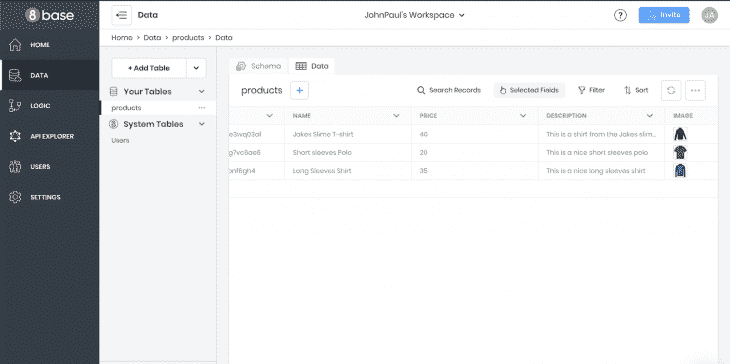 8 base
Data
JohnPaul's Workspace
?
Invite
JA
Home > Data > products > Data
HOME
DATA
LOGIC
API EXPLORER
USERS
SETTINGS
+ Add Table
Your Tables
products
8 System Tables
Users
Schema
Data
products +
Search Records
Selected Fields
Filter
Sort
NAME PRICE DESCRIPTION IMAGE
Jakes Slime T-shirt 40 This is a shirt from the Jakes slim...
Short sleeves Polo 20 This is a nice short sleeves polo
Long Sleeves Shirt 35 This is a nice long sleeves shirt